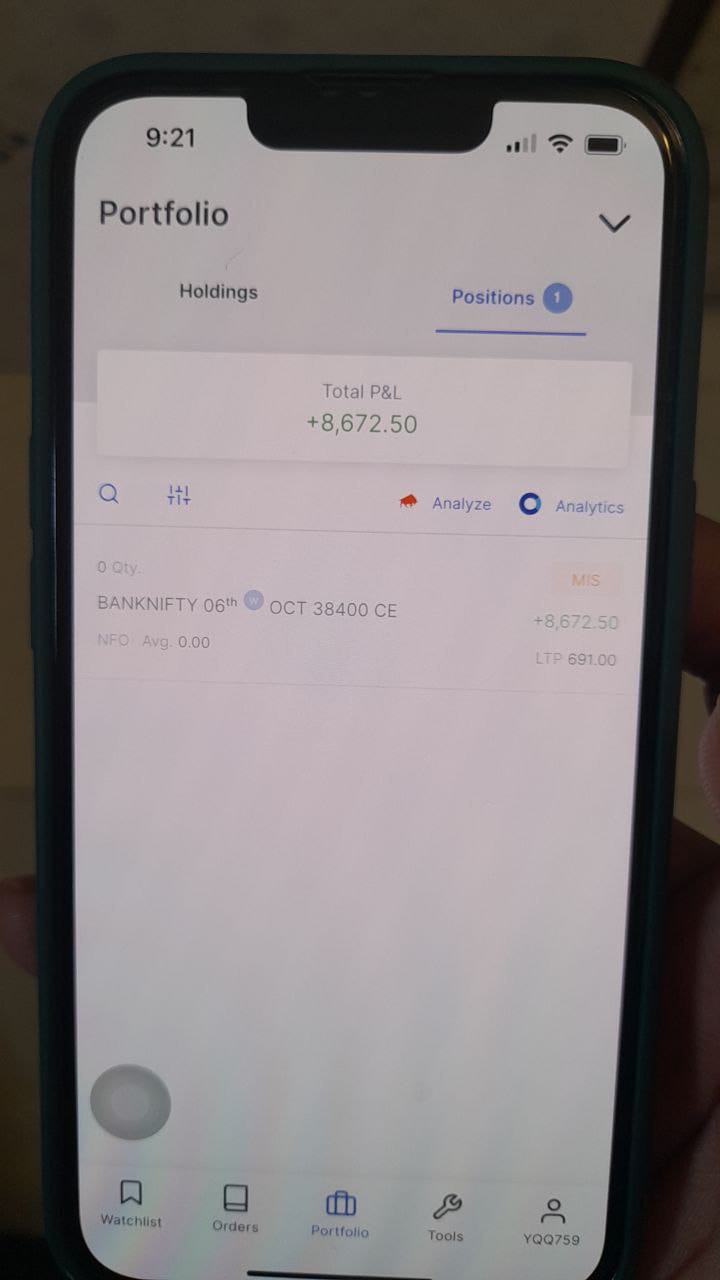 9:21
Portfolio
Holdings
Positions 1
Total P&L
+8,672.50
Analyze Analytics
0 Qty.
MIS
BANKNIFTY 06th w OCT 38400 CE
+8,672.50
NFO Avg. 0.00
LTP 691.00
Watchlist Orders Portfolio Tools YQQ759